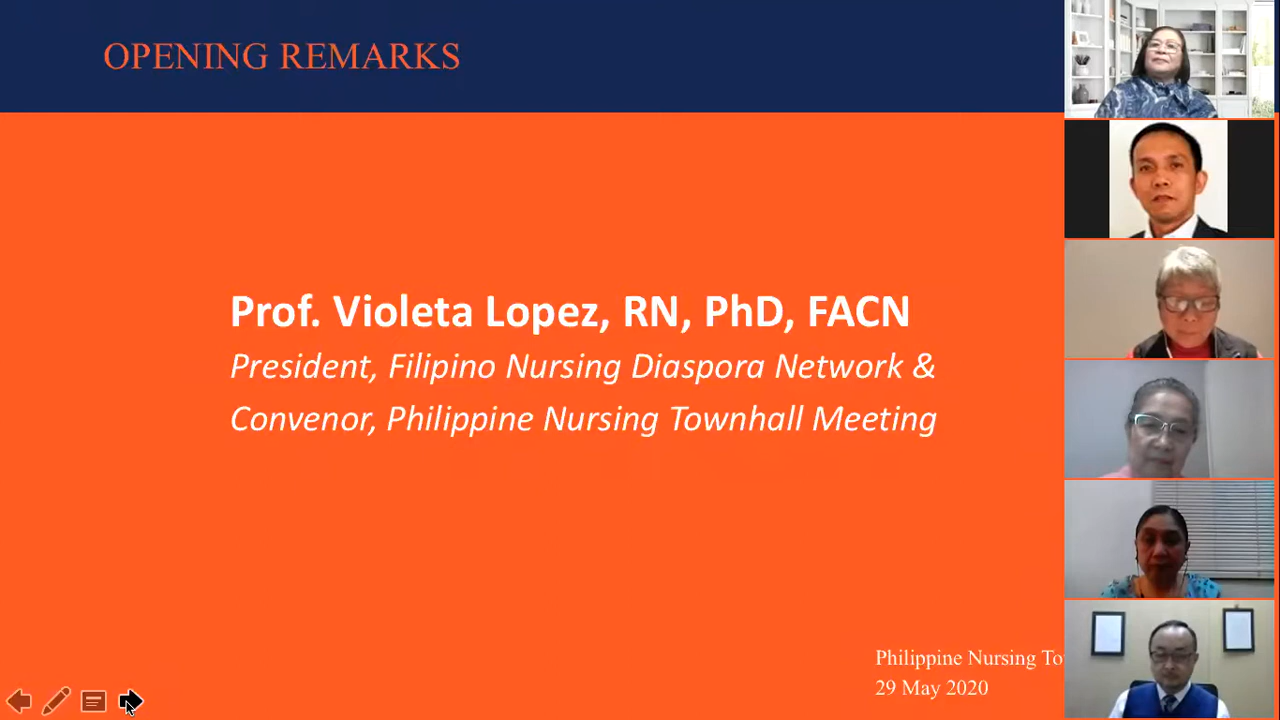 OPENING REMARKS
Prof. Violeta Lopez, RN, PhD, FACN
President, Filipino Nursing Diaspora Network &
Convenor, Philippine Nursing Townhall Meeting
Philippine Nursing To
29 May 2020